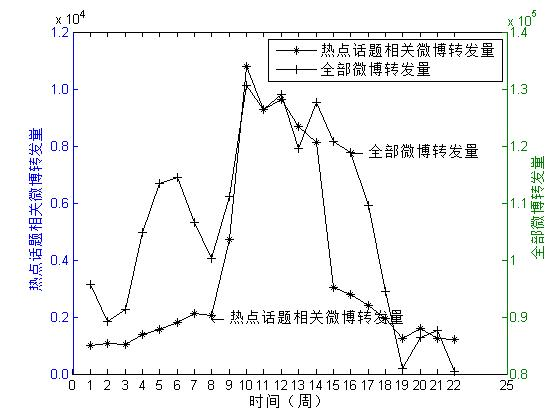 x 10⁴
x 10⁵
1.2
1.0
0.8
0.6
0.4
0.2
0.0
热点话题相关微博转发量
1.4
1.3
1.2
1.1
1
0.9
0.8
全部微博转发量
热点话题相关微博转发量
全部微博转发量
全部微博转发量
热点话题相关微博转发量
0 1 2 3 4 5 6 7 8 9 10 11 12 13 14 15 16 17 18 19 20 21 22 25
时间（周）